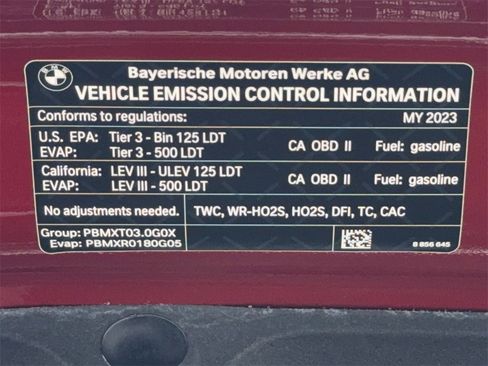 BMW
Bayerische Motoren Werke AG
VEHICLE EMISSION CONTROL INFORMATION
Conforms to regulations: MY 2023
U.S. EPA: Tier 3 - Bin 125 LDT
EVAP: Tier 3 - 500 LDT
CA OBD II Fuel: gasoline
California: LEV III - ULEV 125 LDT
EVAP: LEV III - 500 LDT
CA OBD II Fuel: gasoline
No adjustments needed. TWC, WR-HO2S, HO2S, DFI, TC, CAC
Group: PBMXT03.0G0X
Evap: PBMXR0180G05
8 856 645